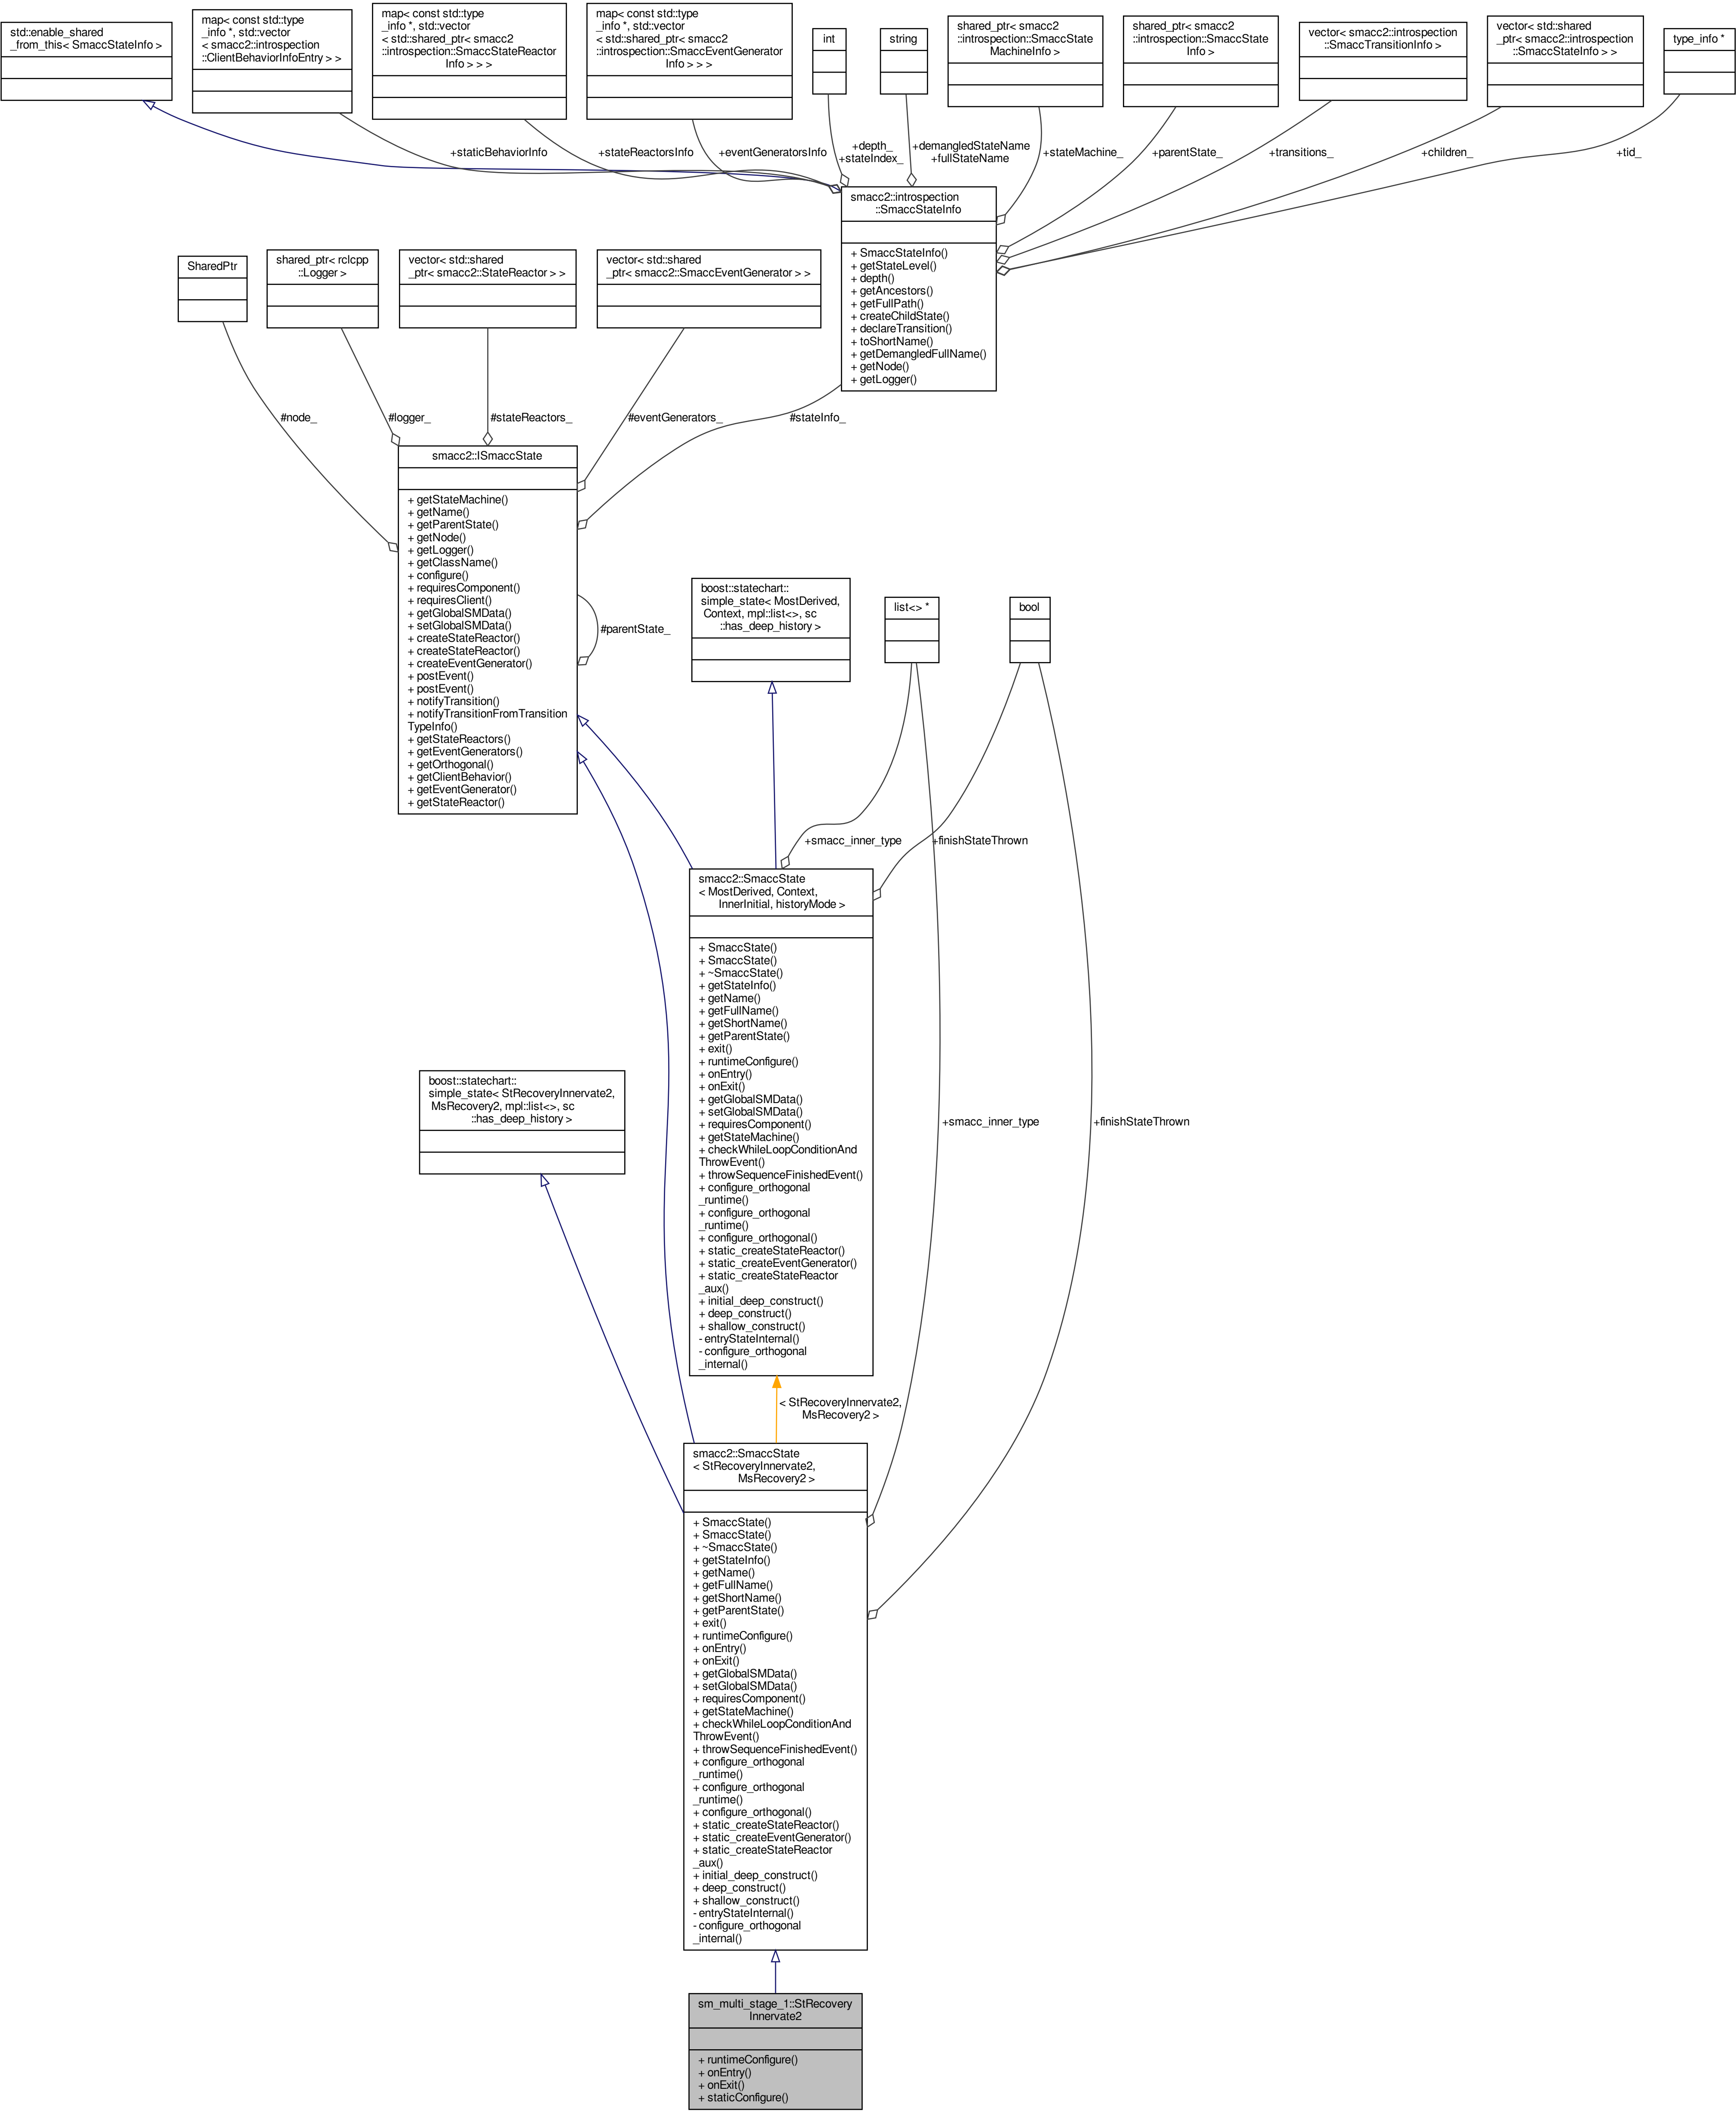 std::enable_shared
_from_this< SmaccStateInfo >
map< const std::type
_info *, std::vector
< smacc2::introspection
::ClientBehaviorInfoEntry > >
map< const std::type
_info *, std::vector
< std::shared_ptr< smacc2
::introspection::SmaccStateReactor
Info > > >
map< const std::type
_info *, std::vector
< std::shared_ptr< smacc2
::introspection::SmaccEventGenerator
Info > > >
int
string
shared_ptr< smacc2
::introspection::SmaccState
MachineInfo >
shared_ptr< smacc2
::introspection::SmaccState
Info >
vector< smacc2::introspection
::SmaccTransitionInfo >
vector< std::shared
_ptr< smacc2::introspection
::SmaccStateInfo > >
type_info *
+staticBehaviorInfo
+stateReactorsInfo
+eventGeneratorsInfo
+depth_
+stateIndex_
+demangledStateName
+fullStateName
+stateMachine_
+parentState_
+transitions_
+children_
+tid_
smacc2::introspection
::SmaccStateInfo
+ SmaccStateInfo()
+ getStateLevel()
+ depth()
+ getAncestors()
+ getFullPath()
+ createChildState()
+ declareTransition()
+ toShortName()
+ getDemangledFullName()
+ getNode()
+ getLogger()
SharedPtr
shared_ptr< rclcpp
::Logger >
vector< std::shared
_ptr< smacc2::StateReactor > >
vector< std::shared
_ptr< smacc2::SmaccEventGenerator > >
#node_
#logger_
#stateReactors_
#eventGenerators_
#stateInfo_
smacc2::ISmaccState
+ getStateMachine()
+ getName()
+ getParentState()
+ getNode()
+ getLogger()
+ getClassName()
+ configure()
+ requiresComponent()
+ requiresClient()
+ getGlobalSMData()
+ setGlobalSMData()
+ createStateReactor()
+ createStateReactor()
+ createEventGenerator()
+ postEvent()
+ postEvent()
+ notifyTransition()
+ notifyTransitionFromTransition
TypeInfo()
+ getStateReactors()
+ getEventGenerators()
+ getOrthogonal()
+ getClientBehavior()
+ getEventGenerator()
+ getStateReactor()
#parentState_
boost::statechart::
simple_state< MostDerived,
Context, mpl::list<>, sc
::has_deep_history >
list<> *
bool
+smacc_inner_type
+finishStateThrown
smacc2::SmaccState
< MostDerived, Context,
InnerInitial, historyMode >
+ SmaccState()
+ SmaccState()
+ ~SmaccState()
+ getStateInfo()
+ getName()
+ getFullName()
+ getShortName()
+ getParentState()
+ exit()
+ runtimeConfigure()
+ onEntry()
+ onExit()
+ getGlobalSMData()
+ setGlobalSMData()
+ requiresComponent()
+ getStateMachine()
+ checkWhileLoopConditionAnd
ThrowEvent()
+ throwSequenceFinishedEvent()
+ configure_orthogonal
_runtime()
+ configure_orthogonal
_runtime()
+ configure_orthogonal()
+ static_createStateReactor()
+ static_createEventGenerator()
+ static_createStateReactor
_aux()
+ initial_deep_construct()
+ deep_construct()
+ shallow_construct()
- entryStateInternal()
- configure_orthogonal
_internal()
boost::statechart::
simple_state< StRecoveryInnervate2,
MsRecovery2, mpl::list<>, sc
::has_deep_history >
+smacc_inner_type
+finishStateThrown
< StRecoveryInnervate2,
MsRecovery2 >
smacc2::SmaccState
< StRecoveryInnervate2,
MsRecovery2 >
+ SmaccState()
+ SmaccState()
+ ~SmaccState()
+ getStateInfo()
+ getName()
+ getFullName()
+ getShortName()
+ getParentState()
+ exit()
+ runtimeConfigure()
+ onEntry()
+ onExit()
+ getGlobalSMData()
+ setGlobalSMData()
+ requiresComponent()
+ getStateMachine()
+ checkWhileLoopConditionAnd
ThrowEvent()
+ throwSequenceFinishedEvent()
+ configure_orthogonal
_runtime()
+ configure_orthogonal
_runtime()
+ configure_orthogonal()
+ static_createStateReactor()
+ static_createEventGenerator()
+ static_createStateReactor
_aux()
+ initial_deep_construct()
+ deep_construct()
+ shallow_construct()
- entryStateInternal()
- configure_orthogonal
_internal()
sm_multi_stage_1::StRecovery
Innervate2
+ runtimeConfigure()
+ onEntry()
+ onExit()
+ staticConfigure()